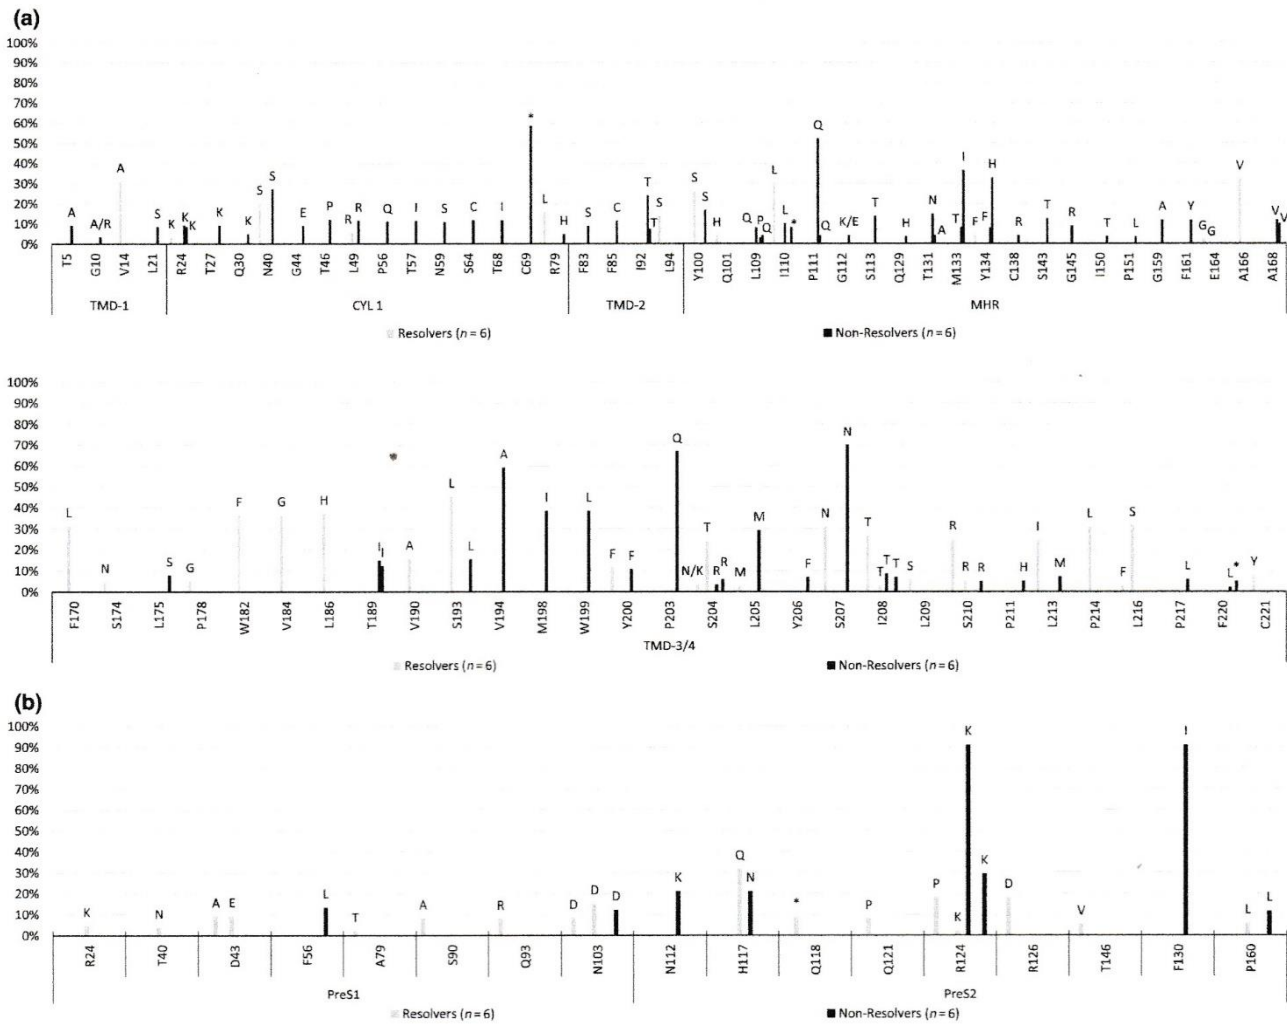 (a)
100%
90%
80%
70%
60%
50%
40%
30%
20%
10%
0%
A A/R A S K K K K K S S E P R R Q I S C I * L H S C T T S S S H Q P Q L L * Q Q K/E T H N A T I F F H R T R T L A Y G G V V V
T5 G10 V14 L21 R24 T27 Q30 N40 G44 T46 L49 P56 T57 N59 S64 T68 C69 R79 F83 F85 I92 L94 Y100 Q101 L109 I110 P111 G112 S113 Q129 T131 M133 Y134 C138 S143 G145 I150 P151 G159 F161 E164 A166 A168
TMD-1 CYL 1 TMD-2 MHR
Resolvers (n = 6) Non-Resolvers (n = 6)
100%
90%
80%
70%
60%
50%
40%
30%
20%
10%
0%
L N S G F G H I I * A L L A I L F F Q N/K T R R M M F N N T T T T S R R R H I M L F S L L * Y
F170 S174 L175 P178 W182 V184 L186 T189 V190 S193 V194 M198 W199 Y200 P203 S204 L205 Y206 S207 I208 L209 S210 P211 L213 P214 L216 P217 F220 C221
TMD-3/4
Resolvers (n = 6) Non-Resolvers (n = 6)
(b)
100%
90%
80%
70%
60%
50%
40%
30%
20%
10%
0%
K N A E L T A R D D D K Q N * P P K K K D V I L L
R24 T40 D43 F56 A79 S90 Q93 N103 N112 H117 Q118 Q121 R124 R126 T146 F130 P160
PreS1 PreS2
Resolvers (n = 6) Non-Resolvers (n = 6)